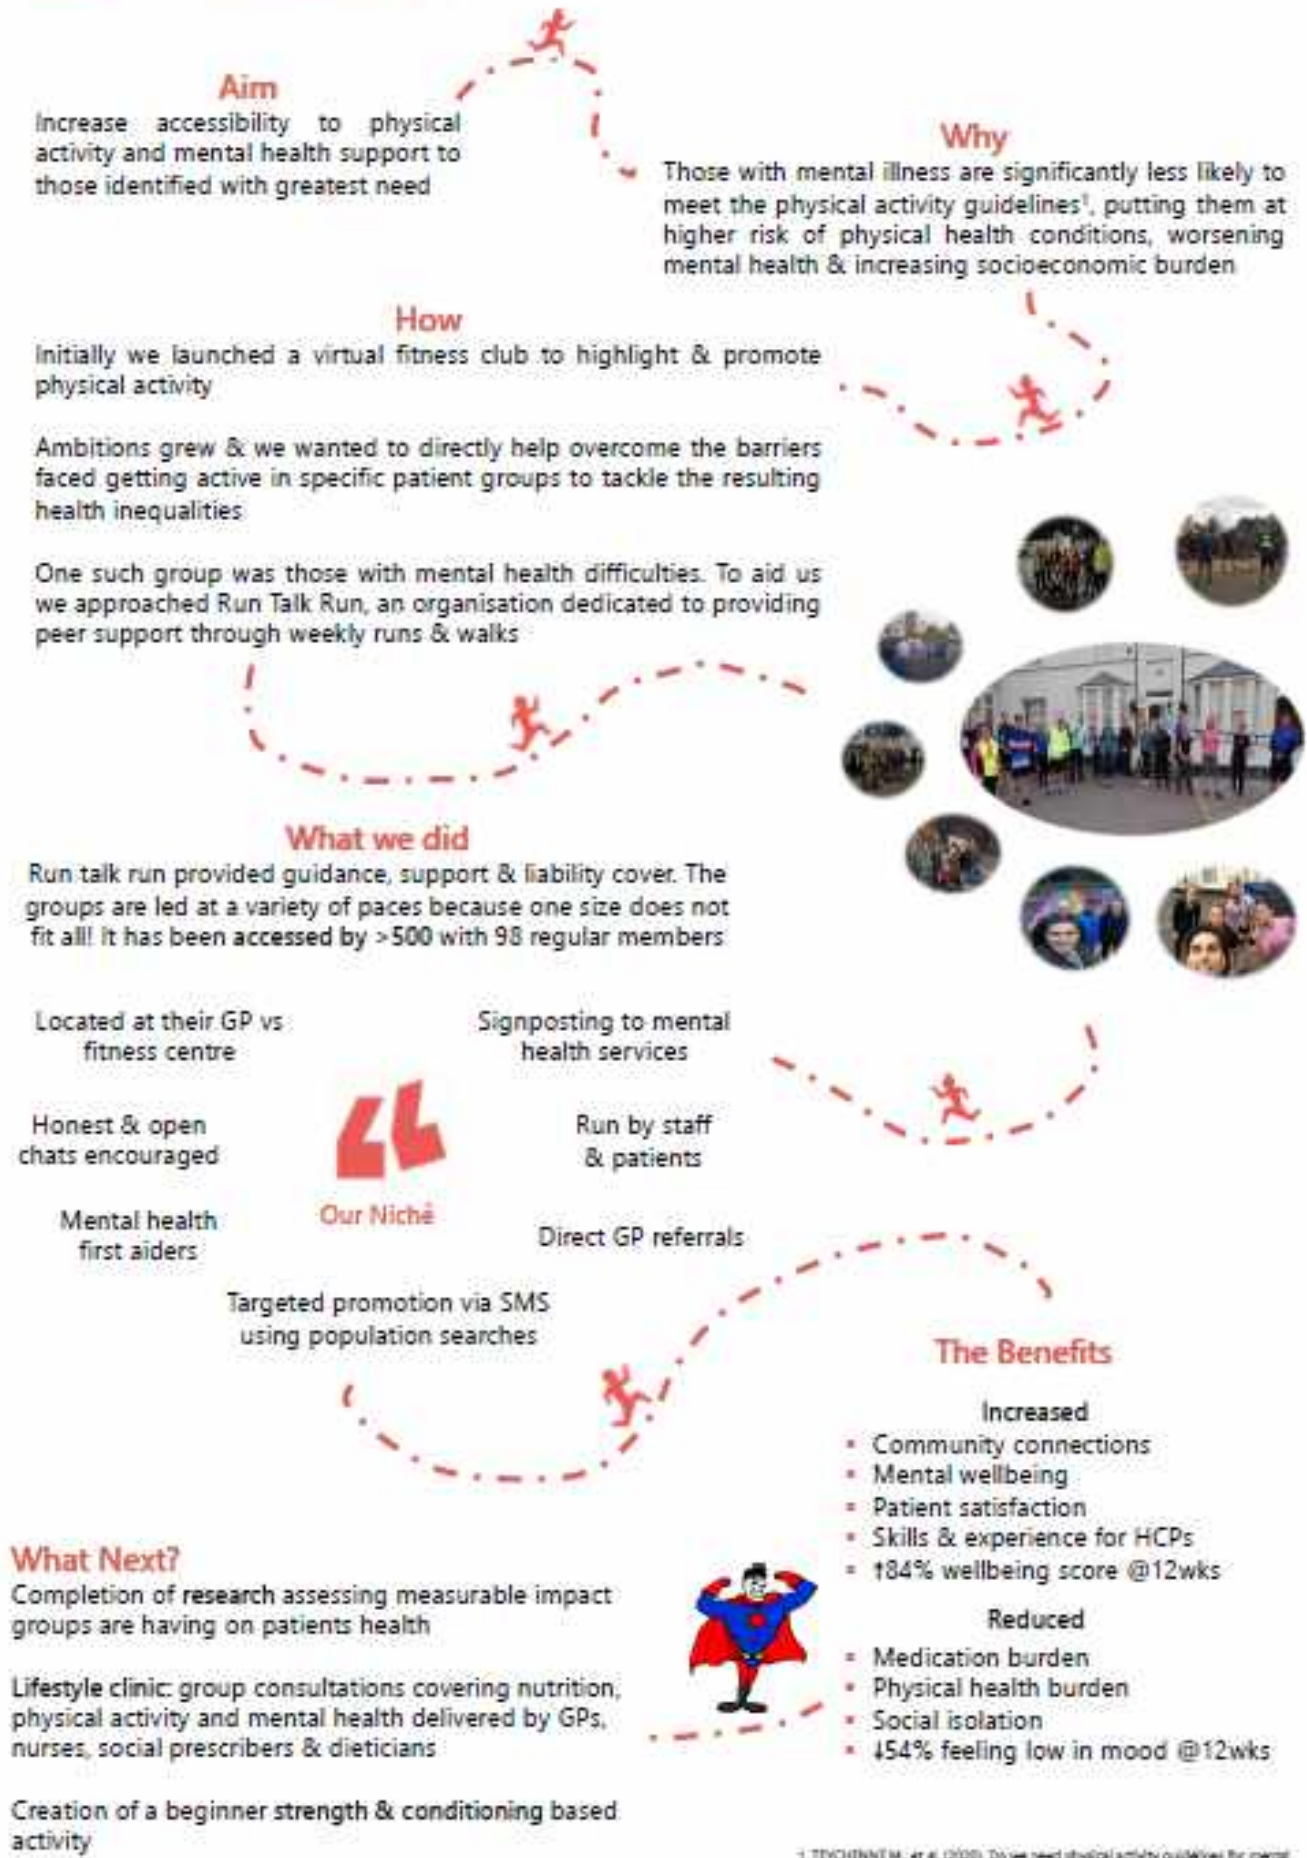 Aim
Increase accessibility to physical
activity and mental health support to
those identified with greatest need
Why
Those with mental illness are significantly less likely to
meet the physical activity guidelines¹, putting them at
higher risk of physical health conditions, worsening
mental health & increasing socioeconomic burden
How
Initially we launched a virtual fitness club to highlight & promote
physical activity
Ambitions grew & we wanted to directly help overcome the barriers
faced getting active in specific patient groups to tackle the resulting
health inequalities
One such group was those with mental health difficulties. To aid us
we approached Run Talk Run, an organisation dedicated to providing
peer support through weekly runs & walks
What we did
Run talk run provided guidance, support & liability cover. The
groups are led at a variety of paces because one size does not
fit all! It has been accessed by >500 with 98 regular members
Located at their GP vs
fitness centre
Signposting to mental
health services
Honest & open
chats encouraged
Run by staff
& patients
Our Niché
Mental health
first aiders
Direct GP referrals
Targeted promotion via SMS
using population searches
The Benefits
Increased
▪ Community connections
▪ Mental wellbeing
▪ Patient satisfaction
▪ Skills & experience for HCPs
▪ ↑84% wellbeing score @12wks
Reduced
▪ Medication burden
▪ Physical health burden
▪ Social isolation
▪ ↓54% feeling low in mood @12wks
What Next?
Completion of research assessing measurable impact
groups are having on patients health
Lifestyle clinic: group consultations covering nutrition,
physical activity and mental health delivered by GPs,
nurses, social prescribers & dieticians
Creation of a beginner strength & conditioning based
activity
1. TEYCHENNE M., et al. (2020). Do we need physical activity guidelines for mental